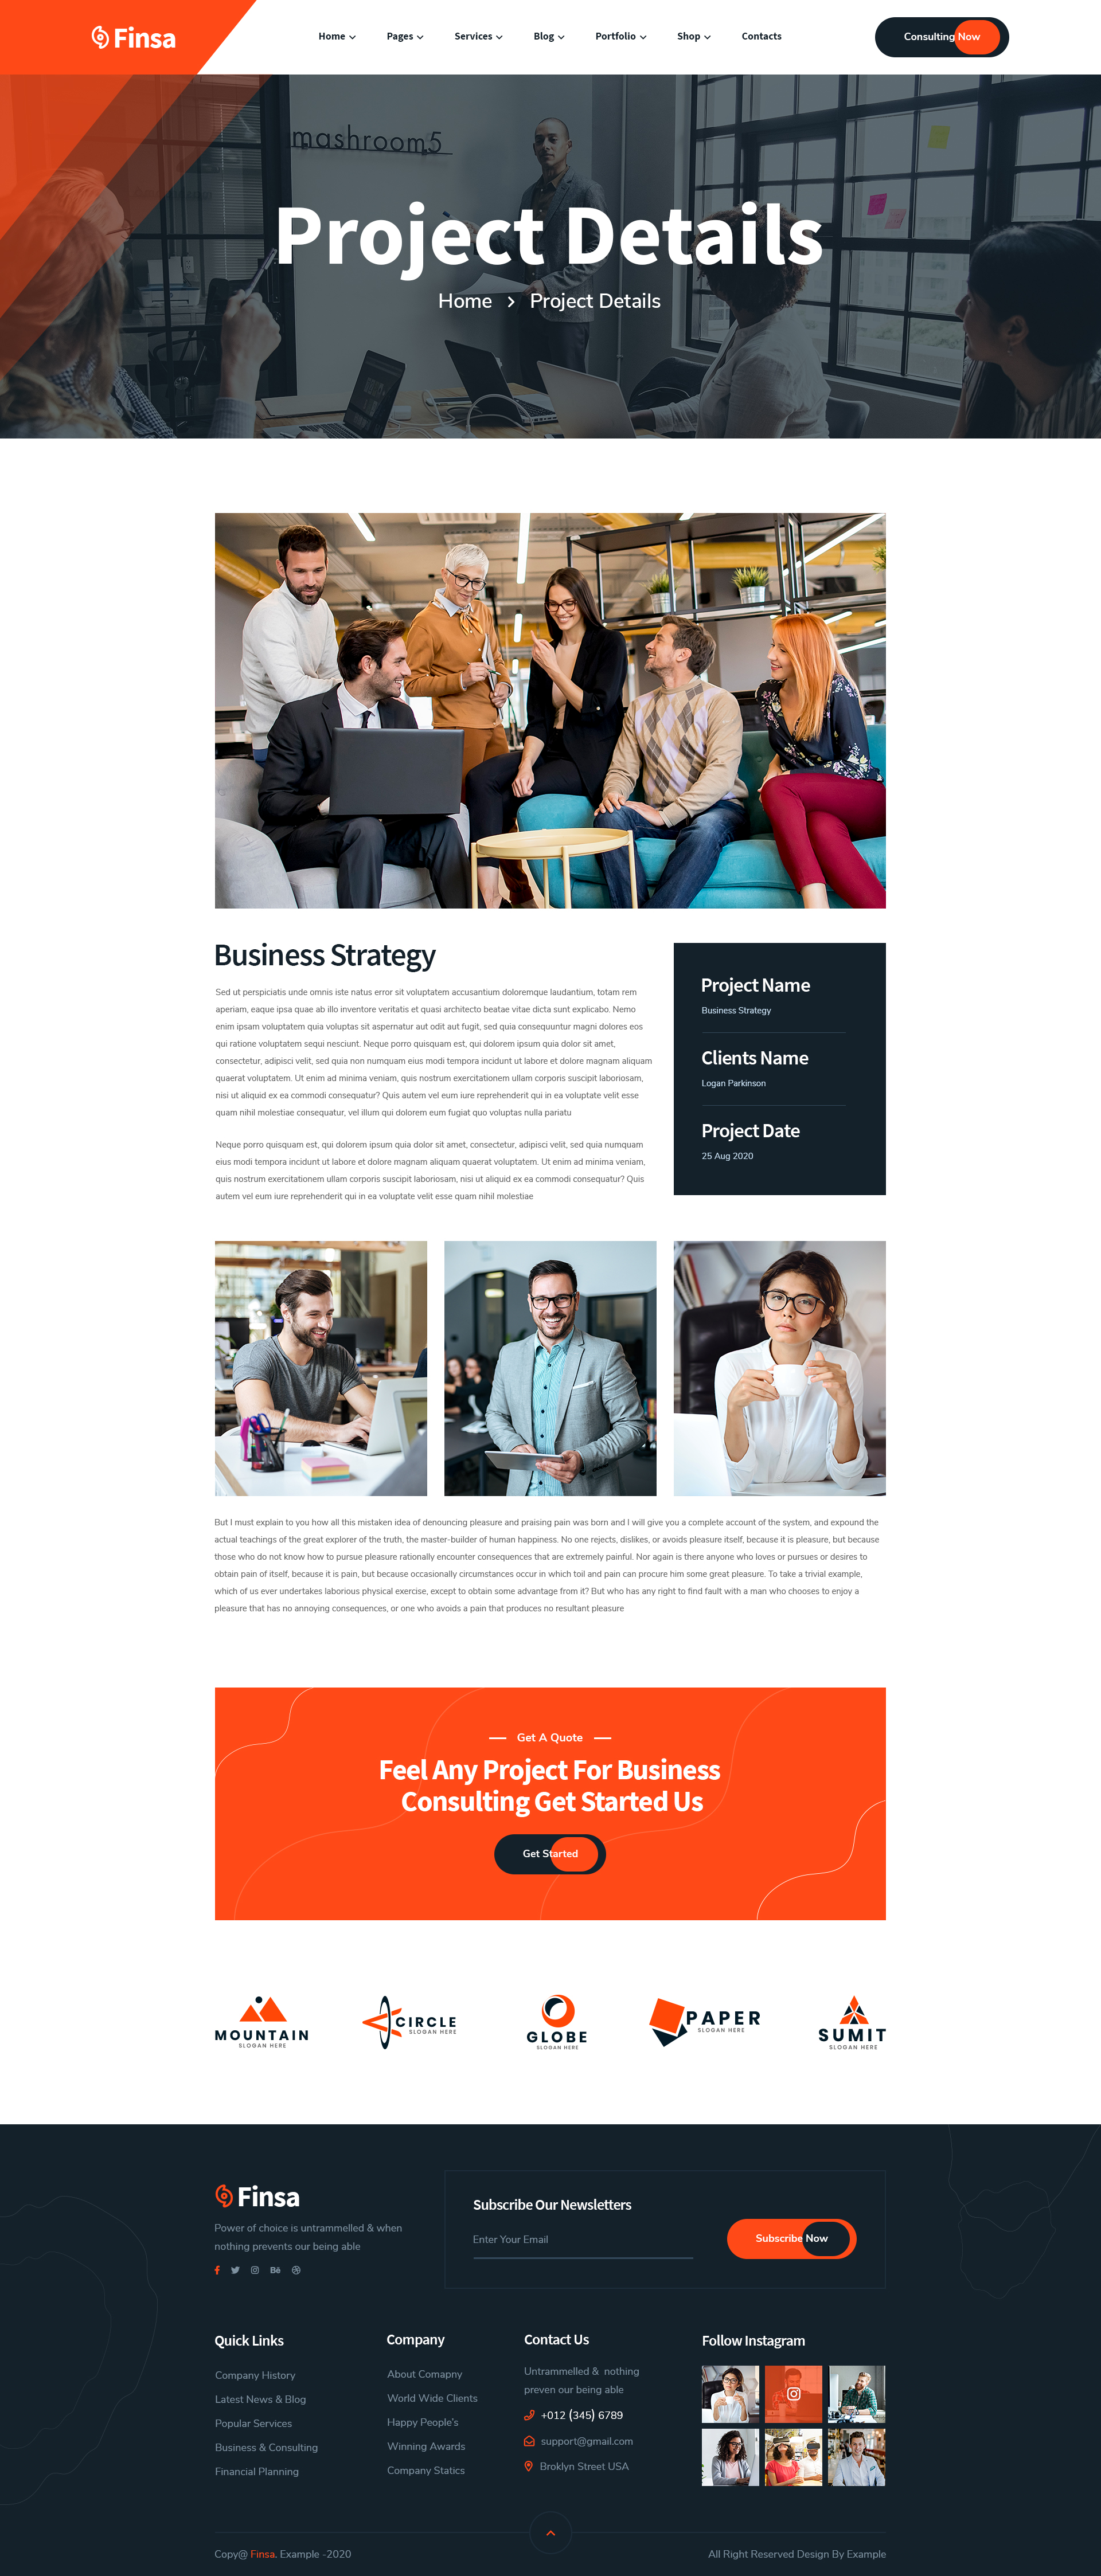 Finsa
Home
Pages
Services
Blog
Portfolio
Shop
Contacts
Consulting Now
mashroom5
Project Details
Home > Project Details
Business Strategy
Sed ut perspiciatis unde omnis iste natus error sit voluptatem accusantium doloremque laudantium, totam rem
aperiam, eaque ipsa quae ab illo inventore veritatis et quasi architecto beatae vitae dicta sunt explicabo. Nemo
enim ipsam voluptatem quia voluptas sit aspernatur aut odit aut fugit, sed quia consequuntur magni dolores eos
qui ratione voluptatem sequi nesciunt. Neque porro quisquam est, qui dolorem ipsum quia dolor sit amet,
consectetur, adipisci velit, sed quia non numquam eius modi tempora incidunt ut labore et dolore magnam aliquam
quaerat voluptatem. Ut enim ad minima veniam, quis nostrum exercitationem ullam corporis suscipit laboriosam,
nisi ut aliquid ex ea commodi consequatur? Quis autem vel eum iure reprehenderit qui in ea voluptate velit esse
quam nihil molestiae consequatur, vel illum qui dolorem eum fugiat quo voluptas nulla pariatu
Neque porro quisquam est, qui dolorem ipsum quia dolor sit amet, consectetur, adipisci velit, sed quia numquam
eius modi tempora incidunt ut labore et dolore magnam aliquam quaerat voluptatem. Ut enim ad minima veniam,
quis nostrum exercitationem ullam corporis suscipit laboriosam, nisi ut aliquid ex ea commodi consequatur? Quis
autem vel eum iure reprehenderit qui in ea voluptate velit esse quam nihil molestiae
Project Name
Business Strategy
Clients Name
Logan Parkinson
Project Date
25 Aug 2020
But I must explain to you how all this mistaken idea of denouncing pleasure and praising pain was born and I will give you a complete account of the system, and expound the
actual teachings of the great explorer of the truth, the master-builder of human happiness. No one rejects, dislikes, or avoids pleasure itself, because it is pleasure, but because
those who do not know how to pursue pleasure rationally encounter consequences that are extremely painful. Nor again is there anyone who loves or pursues or desires to
obtain pain of itself, because it is pain, but because occasionally circumstances occur in which toil and pain can procure him some great pleasure. To take a trivial example,
which of us ever undertakes laborious physical exercise, except to obtain some advantage from it? But who has any right to find fault with a man who chooses to enjoy a
pleasure that has no annoying consequences, or one who avoids a pain that produces no resultant pleasure
Get A Quote
Feel Any Project For Business
Consulting Get Started Us
Get Started
MOUNTAIN
SLOGAN HERE
CIRCLE
SLOGAN HERE
GLOBE
SLOGAN HERE
PAPER
SLOGAN HERE
SUMIT
SLOGAN HERE
Finsa
Power of choice is untrammelled & when
nothing prevents our being able
Bē
Subscribe Our Newsletters
Enter Your Email
Subscribe Now
Quick Links
Company History
Latest News & Blog
Popular Services
Business & Consulting
Financial Planning
Company
About Comapny
World Wide Clients
Happy People's
Winning Awards
Company Statics
Contact Us
Untrammelled & nothing
preven our being able
+012 (345) 6789
support@gmail.com
Broklyn Street USA
Follow Instagram
Copy@ Finsa. Example -2020
All Right Reserved Design By Example